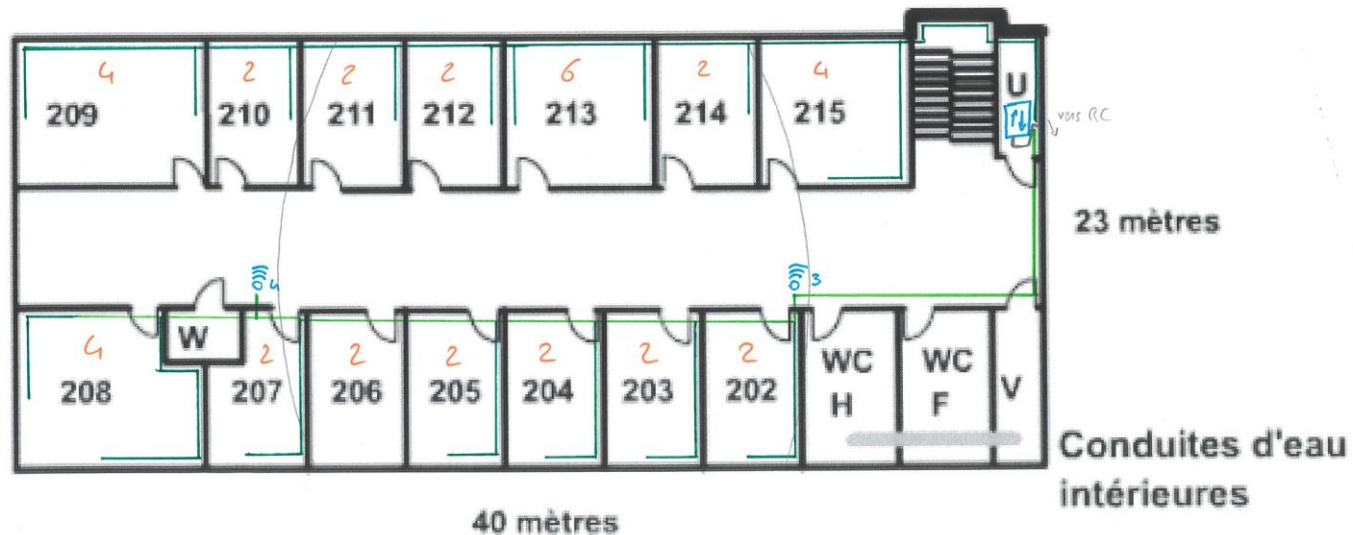 4 2 2 2 6 2 4
209 210 211 212 213 214 215 U
vers RC
23 mètres
4 3
W
4 2 2 2 2 2 2
208 207 206 205 204 203 202 WC H WC F V
Conduites d'eau
intérieures
40 mètres